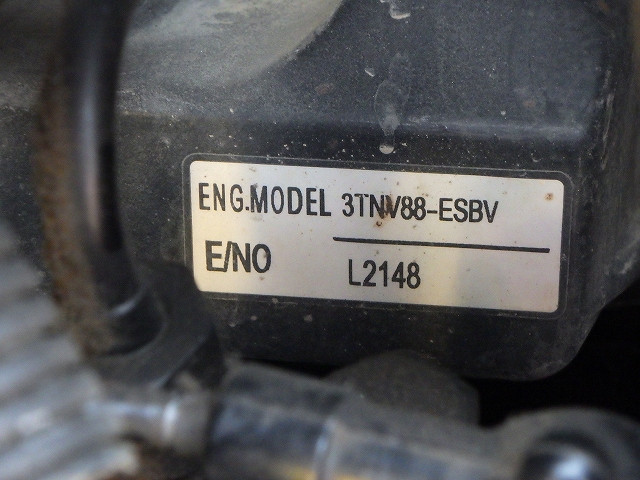 ENG.MODEL 3TNV88-ESBV
E/NO L2148